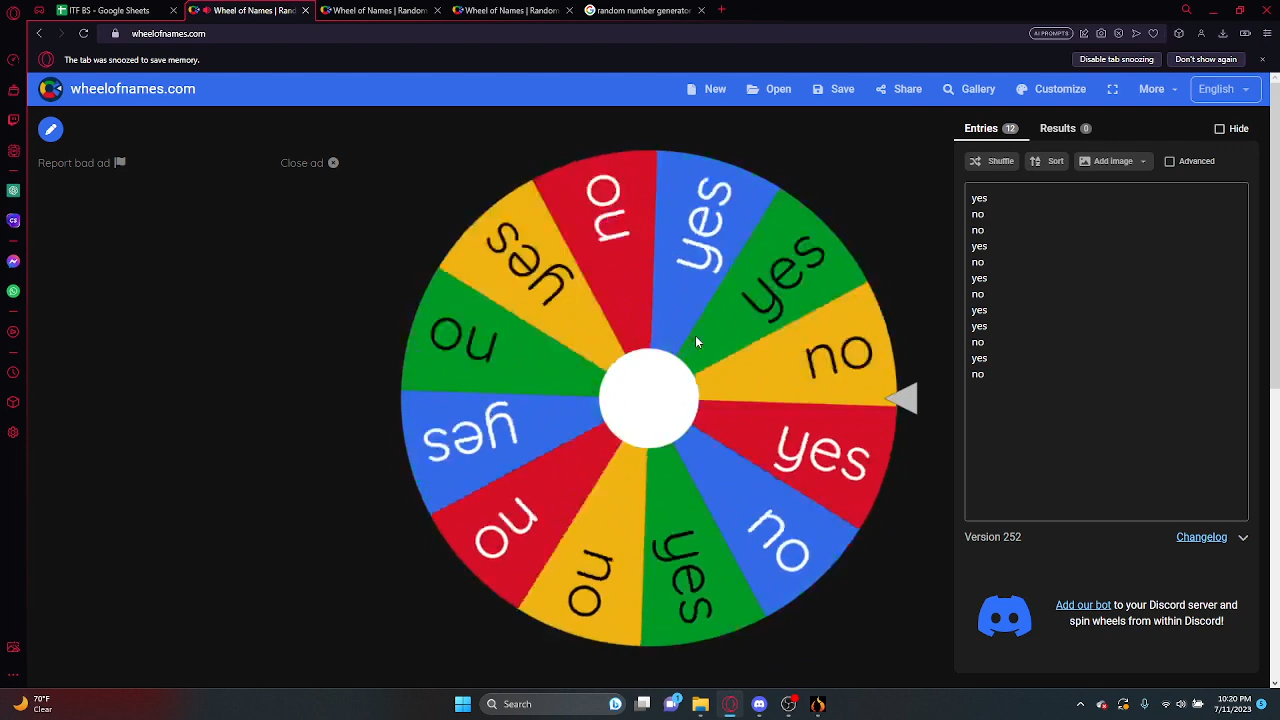 ITF BS - Google Sheets
Wheel of Names | Rand
Wheel of Names | Random
Wheel of Names | Random
random number generator
wheelofnames.com
AI PROMPTS
The tab was snoozed to save memory.
Disable tab snoozing
Don't show again
wheelofnames.com
New
Open
Save
Share
Gallery
Customize
More
English
Report bad ad
Close ad
no
yes
yes
no
yes
no
yes
no
no
yes
no
yes
Entries 12
Results 0
Hide
Shuffle
Sort
Add image
Advanced
yes
no
no
yes
no
yes
no
yes
yes
no
yes
no
Version 252
Changelog
Add our bot to your Discord server and
spin wheels from within Discord!
70°F
Clear
Search
1
10:20 PM
7/13/2023
5